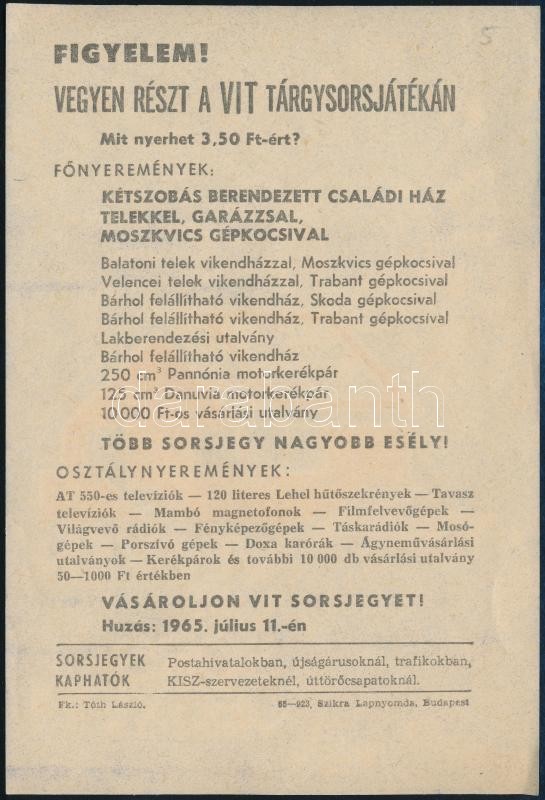 5
FIGYELEM!
VEGYEN RÉSZT A VIT TÁRGYSORSJÁTÉKÁN
Mit nyerhet 3,50 Ft-ért?
FŐNYEREMÉNYEK:
KÉTSZOBÁS BERENDEZETT CSALÁDI HÁZ
TELEKKEL, GARÁZZSAL,
MOSZKVICS GÉPKOCSIVAL
Balatoni telek vikendházzal, Moszkvics gépkocsival
Velencei telek vikendházzal, Trabant gépkocsival
Bárhol felállítható vikendház, Skoda gépkocsival
Bárhol felállítható vikendház, Trabant gépkocsival
Lakberendezési utalvány
Bárhol felállítható vikendház
250 cm³ Pannónia motorkerékpár
125 cm³ Danuvia motorkerékpár
10 000 Ft-os vásárlási utalvány
darabanth
TÖBB SORSJEGY NAGYOBB ESÉLY!
OSZTÁLYNYEREMÉNYEK:
AT 550-es televíziók — 120 literes Lehel hűtőszekrények — Tavasz
televíziók — Mambó magnetofonok — Filmfelvevőgépek —
Világvevő rádiók — Fényképezőgépek — Táskarádiók — Mosó-
gépek — Porszívó gépek — Doxa karórák — Ágyneművásárlási
utalványok — Kerékpárok és további 10 000 db vásárlási utalvány
50—1000 Ft értékben
VÁSÁROLJON VIT SORSJEGYET!
Huzás: 1965. július 11.-én
SORSJEGYEK KAPHATÓK
Postahivatalokban, újságárusoknál, trafikokban,
KISZ-szervezeteknél, úttörőcsapatoknál.
Fk.: Tóth László.
65—923, Szikra Lapnyomda, Budapest